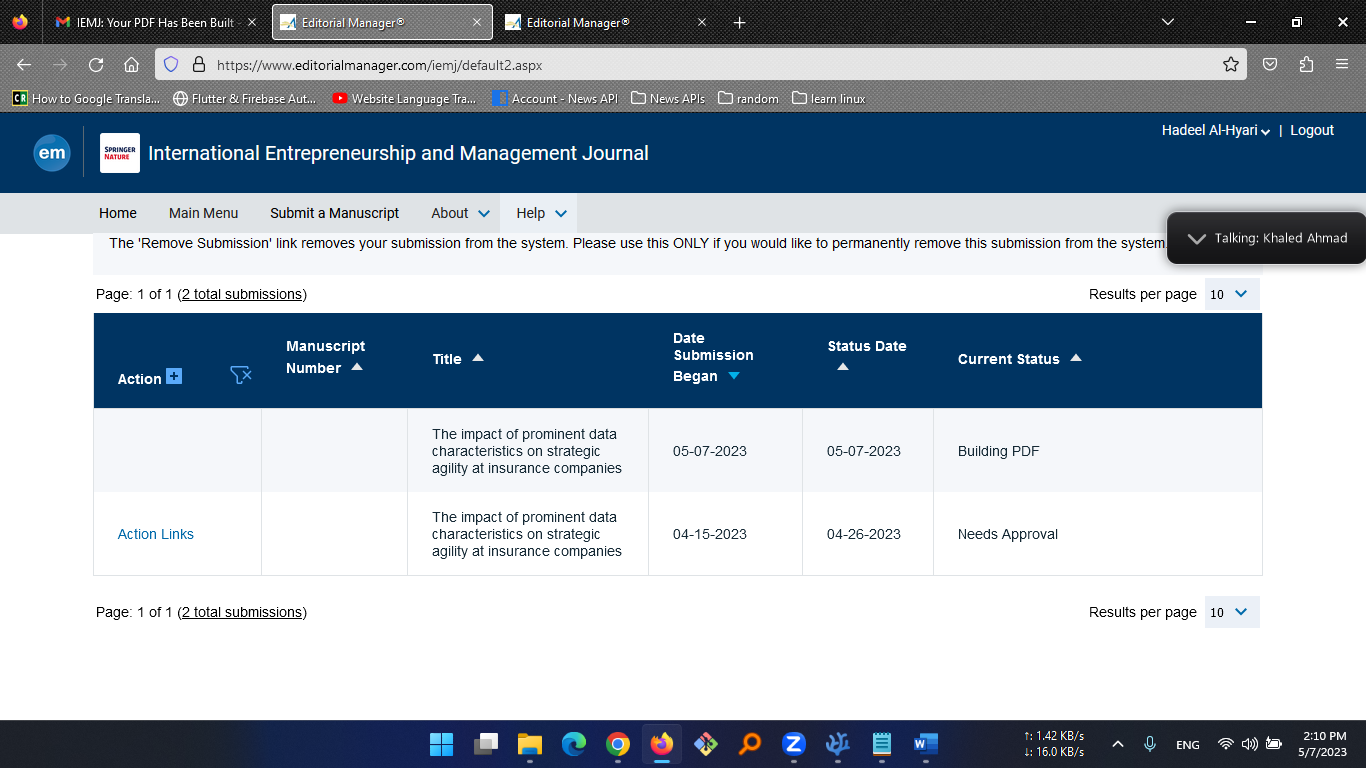 IEMJ: Your PDF Has Been Built -
Editorial Manager®
Editorial Manager®
https://www.editorialmanager.com/iemj/default2.aspx
How to Google Transla...
Flutter & Firebase Aut...
Website Language Tra...
Account - News API
News APIs
random
learn linux
Hadeel Al-Hyari | Logout
em
SPRINGER NATURE
International Entrepreneurship and Management Journal
Home
Main Menu
Submit a Manuscript
About
Help
The 'Remove Submission' link removes your submission from the system. Please use this ONLY if you would like to permanently remove this submission from the system.
Talking: Khaled Ahmad
Page: 1 of 1 (2 total submissions)
Results per page 10
Action
Manuscript
Number
Title
Date
Submission
Began
Status Date
Current Status
The impact of prominent data
characteristics on strategic
agility at insurance companies
05-07-2023
05-07-2023
Building PDF
Action Links
The impact of prominent data
characteristics on strategic
agility at insurance companies
04-15-2023
04-26-2023
Needs Approval
Page: 1 of 1 (2 total submissions)
Results per page 10
↑: 1.42 KB/s
↓: 16.0 KB/s
ENG
2:10 PM
5/7/2023